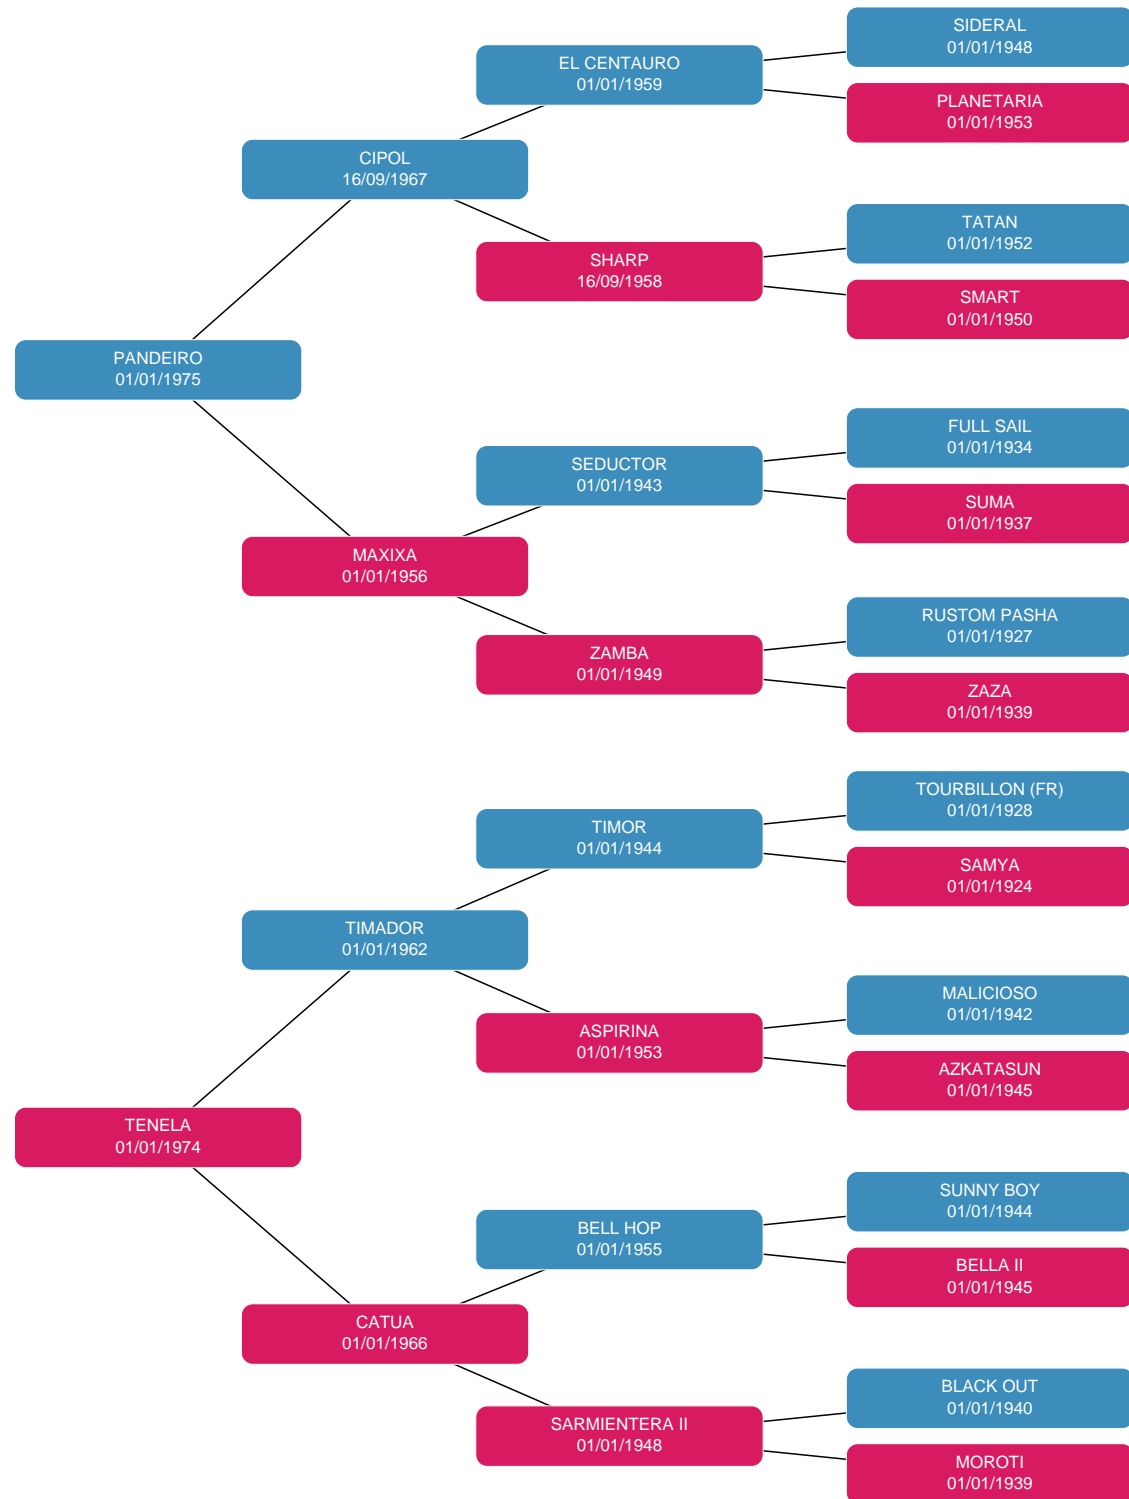 SIDERAL
01/01/1948
EL CENTAURO
01/01/1959
PLANETARIA
01/01/1953
CIPOL
16/09/1967
TATAN
01/01/1952
SHARP
16/09/1958
SMART
01/01/1950
PANDEIRO
01/01/1975
FULL SAIL
01/01/1934
SEDUCTOR
01/01/1943
SUMA
01/01/1937
MAXIXA
01/01/1956
RUSTOM PASHA
01/01/1927
ZAMBA
01/01/1949
ZAZA
01/01/1939
TOURBILLON (FR)
01/01/1928
TIMOR
01/01/1944
SAMYA
01/01/1924
TIMADOR
01/01/1962
MALICIOSO
01/01/1942
ASPIRINA
01/01/1953
AZKATASUN
01/01/1945
TENELA
01/01/1974
SUNNY BOY
01/01/1944
BELL HOP
01/01/1955
BELLA II
01/01/1945
CATUA
01/01/1966
BLACK OUT
01/01/1940
SARMIENTERA II
01/01/1948
MOROTI
01/01/1939